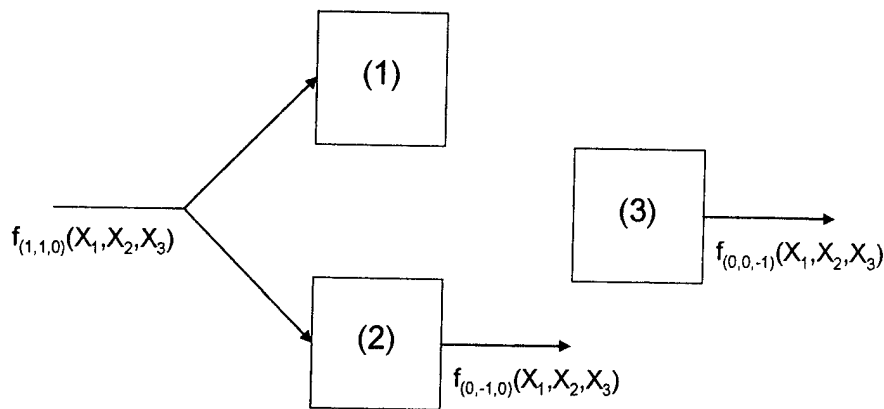 (1)
(3)
f(1,1,0)(X1,X2,X3)
f(0,0,-1)(X1,X2,X3)
(2)
f(0,-1,0)(X1,X2,X3)